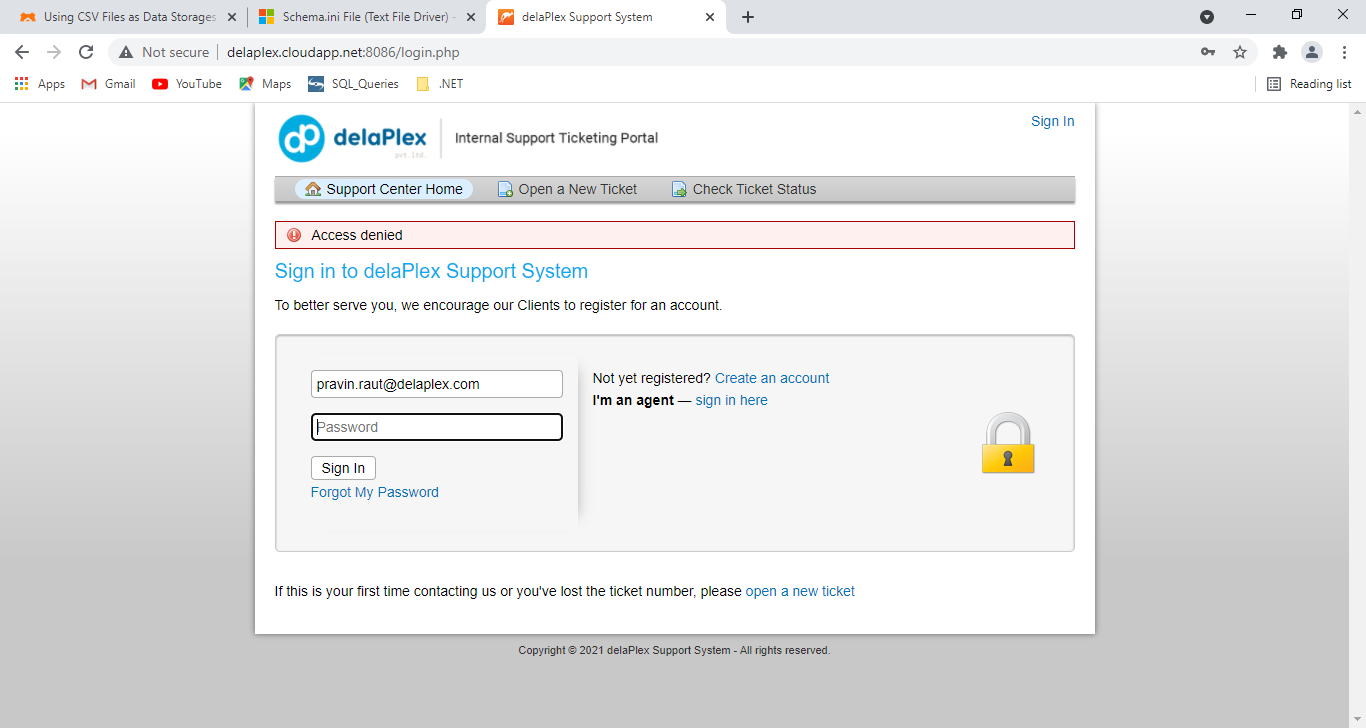 Using CSV Files as Data Storages
Schema.ini File (Text File Driver) -
delaPlex Support System
Not secure
delaplex.cloudapp.net:8086/login.php
Apps
Gmail
YouTube
Maps
SQL_Queries
.NET
Reading list
dp delaPlex
pvt. ltd.
Internal Support Ticketing Portal
Sign In
Support Center Home
Open a New Ticket
Check Ticket Status
Access denied
Sign in to delaPlex Support System
To better serve you, we encourage our Clients to register for an account.
pravin.raut@delaplex.com
Password
Sign In
Forgot My Password
Not yet registered? Create an account
I'm an agent — sign in here
If this is your first time contacting us or you've lost the ticket number, please open a new ticket
Copyright © 2021 delaPlex Support System - All rights reserved.